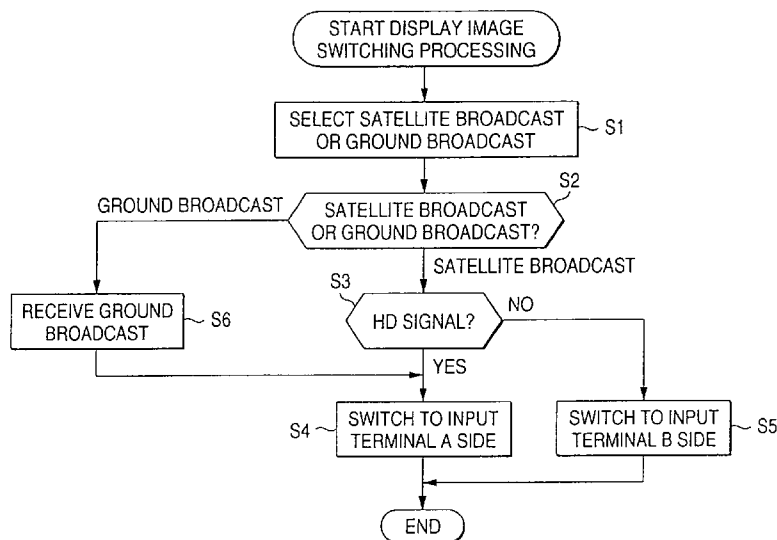 START DISPLAY IMAGE
SWITCHING PROCESSING
SELECT SATELLITE BROADCAST
OR GROUND BROADCAST
S1
S2
GROUND BROADCAST
SATELLITE BROADCAST
OR GROUND BROADCAST?
SATELLITE BROADCAST
S3
RECEIVE GROUND
BROADCAST
S6
HD SIGNAL?
NO
YES
S4
SWITCH TO INPUT
TERMINAL A SIDE
SWITCH TO INPUT
TERMINAL B SIDE
S5
END